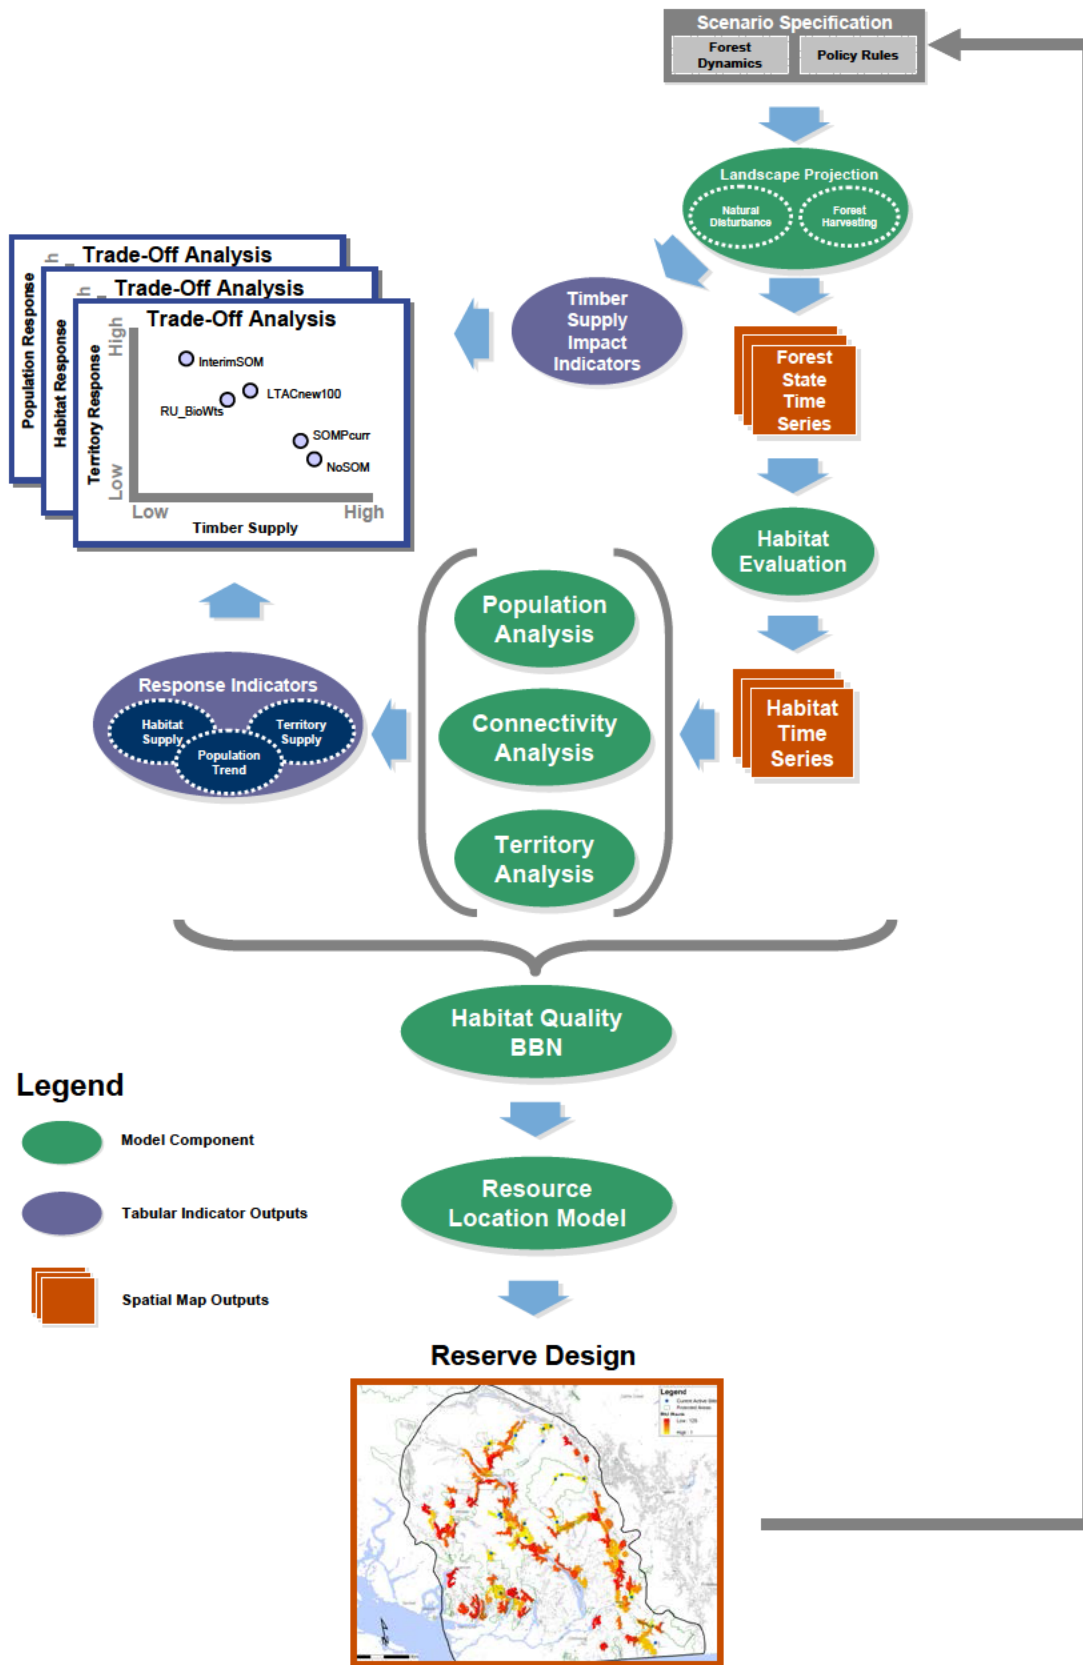 Scenario Specification
Forest
Dynamics
Policy Rules
Landscape Projection
Natural
Disturbance
Forest
Harvesting
Timber
Supply
Impact
Indicators
Forest
State
Time
Series
Trade-Off Analysis
Population Response
Trade-Off Analysis
Habitat Response
Trade-Off Analysis
Territory Response
High
Low
InterimSOM
LTACnew100
RU_BioWts
SOMPcurr
NoSOM
Low
High
Timber Supply
Habitat
Evaluation
Population
Analysis
Connectivity
Analysis
Territory
Analysis
Habitat
Time
Series
Response Indicators
Habitat
Supply
Territory
Supply
Population
Trend
Habitat Quality
BBN
Resource
Location Model
Legend
Model Component
Tabular Indicator Outputs
Spatial Map Outputs
Reserve Design
Legend